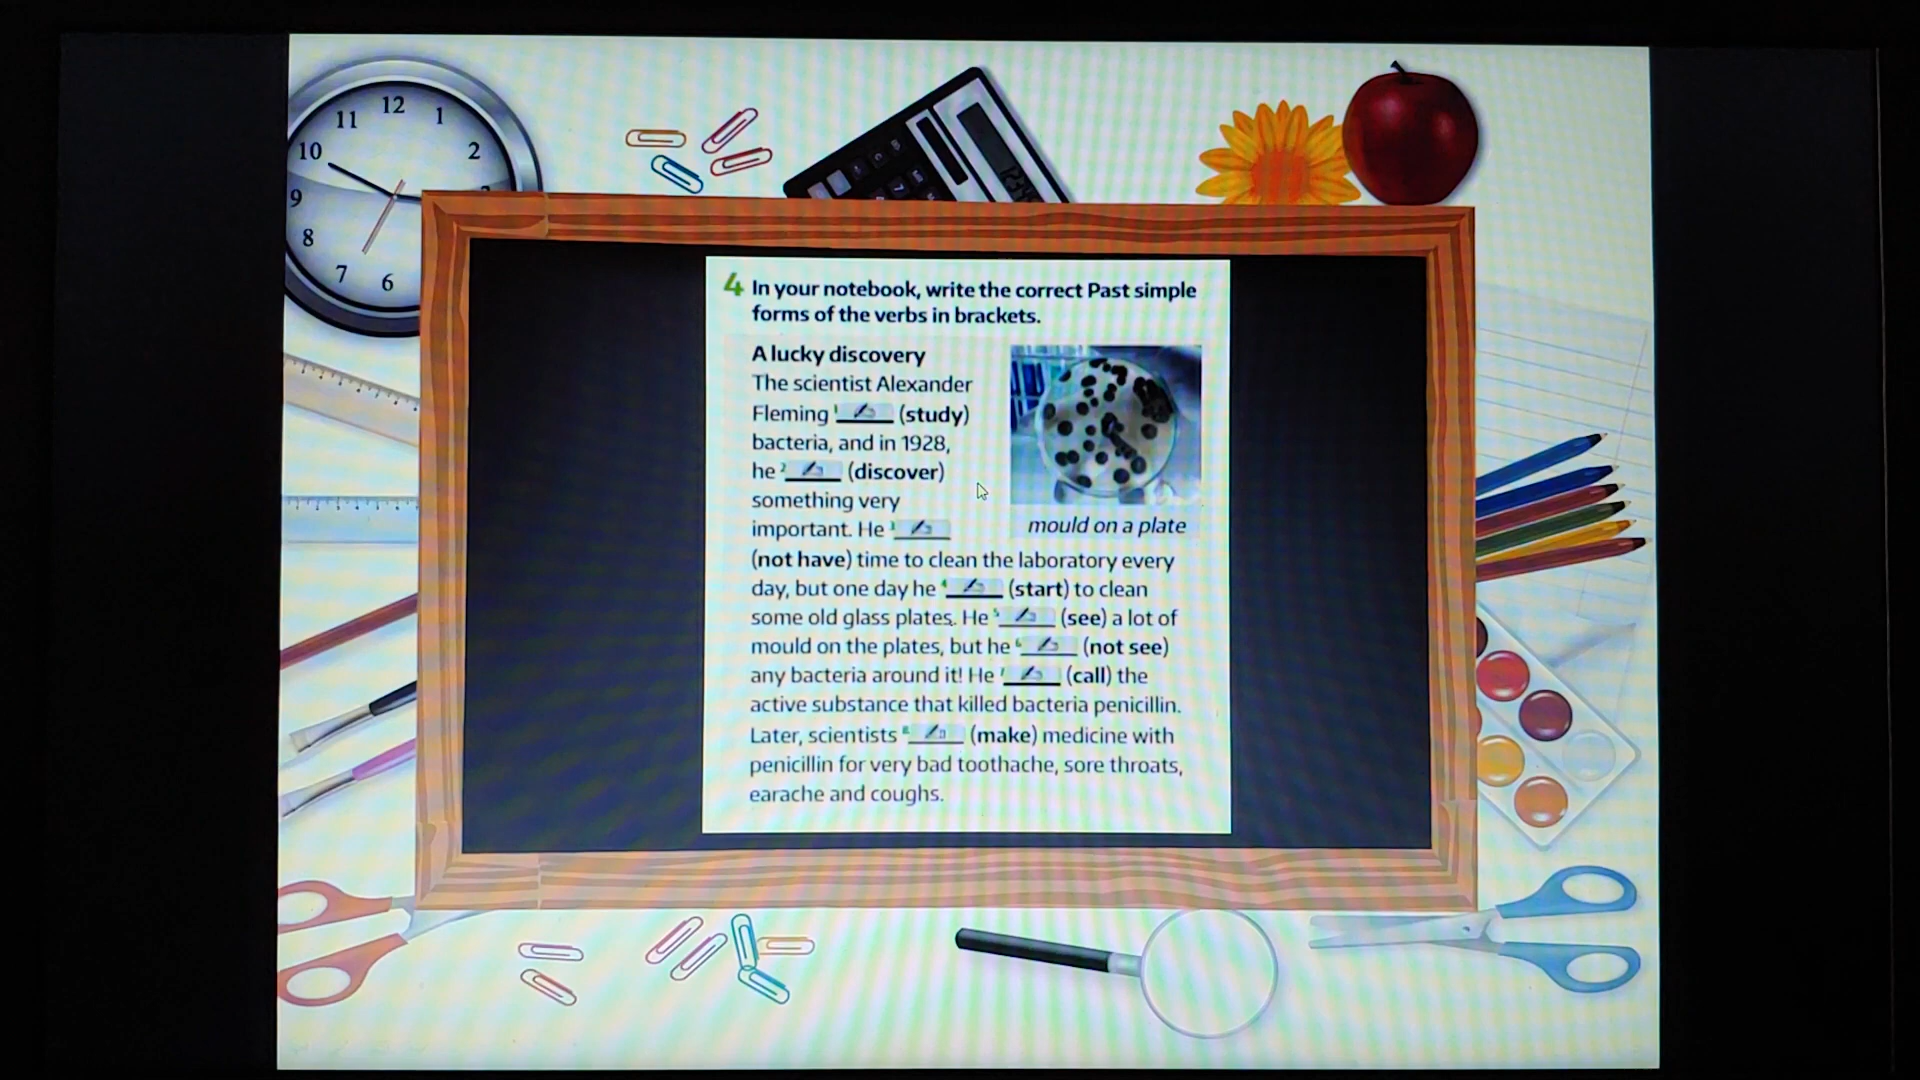 12
11
1
10
2
9
8
7
6
4 In your notebook, write the correct Past simple
forms of the verbs in brackets.
A lucky discovery
The scientist Alexander
Fleming 1 (study)
bacteria, and in 1928,
he 2 (discover)
something very
important. He 3
mould on a plate
(not have) time to clean the laboratory every
day, but one day he 4 (start) to clean
some old glass plates. He 5 (see) a lot of
mould on the plates, but he 6 (not see)
any bacteria around it! He 7 (call) the
active substance that killed bacteria penicillin.
Later, scientists 8 (make) medicine with
penicillin for very bad toothache, sore throats,
earache and coughs.